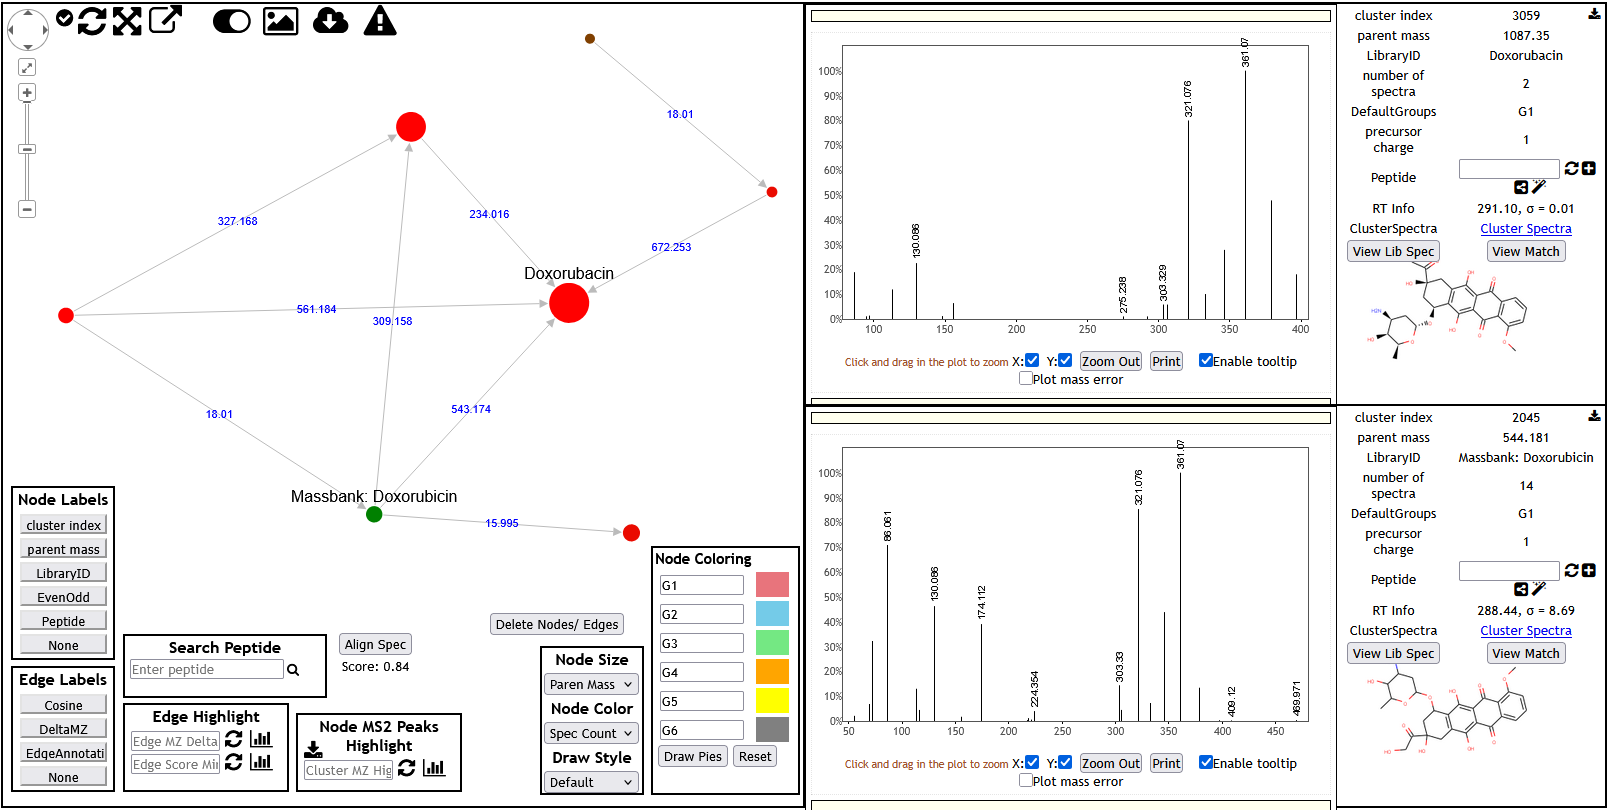 18.01
672.253
327.168
234.016
Doxorubacin
561.184
309.158
543.174
18.01
Massbank: Doxorubicin
15.995
Node Labels
cluster index
parent mass
LibraryID
EvenOdd
Peptide
None
Edge Labels
Cosine
DeltaMZ
EdgeAnnotati
None
Search Peptide
Enter peptide
Align Spec
Score: 0.84
Edge Highlight
Edge MZ Delta
Edge Score Mi
Node MS2 Peaks
Highlight
Cluster MZ Hig
Delete Nodes/ Edges
Node Size
Paren Mass
Node Color
Spec Count
Draw Style
Default
Node Coloring
G1
G2
G3
G4
G5
G6
Draw Pies Reset
100%
90%
80%
70%
60%
50%
40%
30%
20%
10%
0%
130.086
275.238
303.329
321.076
361.07
100 150 200 250 300 350 400
Click and drag in the plot to zoom X: Y: Zoom Out Print Enable tooltip
Plot mass error
cluster index 3059
parent mass 1087.35
LibraryID Doxorubacin
number of
spectra 2
DefaultGroups G1
precursor
charge 1
Peptide
RT Info 291.10, σ = 0.01
ClusterSpectra Cluster Spectra
View Lib Spec View Match
100%
90%
80%
70%
60%
50%
40%
30%
20%
10%
0%
86.061
130.086
174.112
224.354
303.33
321.076
361.07
409.12
469.971
50 100 150 200 250 300 350 400 450
Click and drag in the plot to zoom X: Y: Zoom Out Print Enable tooltip
Plot mass error
cluster index 2045
parent mass 544.181
LibraryID Massbank: Doxorubicin
number of
spectra 14
DefaultGroups G1
precursor
charge 1
Peptide
RT Info 288.44, σ = 8.69
ClusterSpectra Cluster Spectra
View Lib Spec View Match